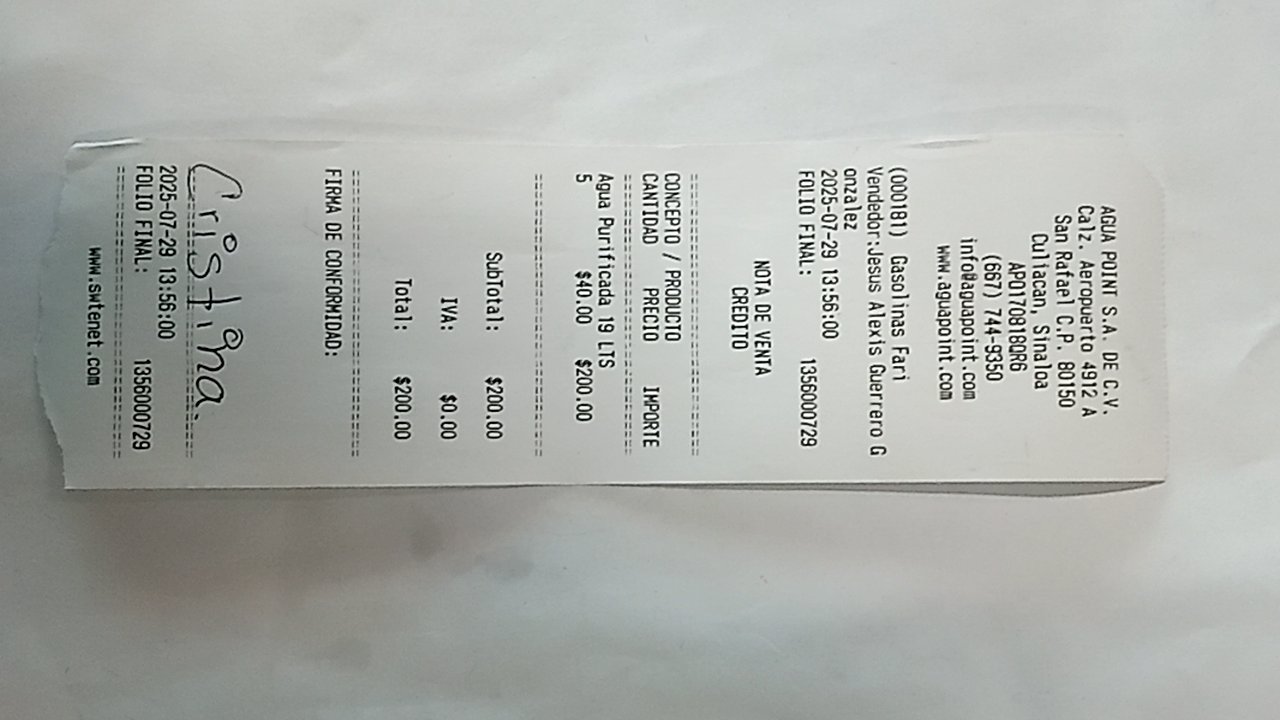 AGUA POINT S.A. DE C.V.
Calz. Aeropuerto 4912 A
San Rafael C.P. 80150
Culiacan, Sinaloa
APO170818QR6
(667) 744-9350
info@aguapoint.com
www.aguapoint.com
(000181) Gasolinas Fari
Vendedor:Jesus Alexis Guerrero G
onzalez
2025-07-29 13:56:00
FOLIO FINAL: 1356000729
NOTA DE VENTA
CREDITO
CONCEPTO / PRODUCTO
CANTIDAD PRECIO IMPORTE
Agua Purificada 19 LTS
5 $40.00 $200.00
SubTotal: $200.00
IVA: $0.00
Total: $200.00
FIRMA DE CONFORMIDAD:
Cristina.
2025-07-29 13:56:00
FOLIO FINAL: 1356000729
www.swtenet.com